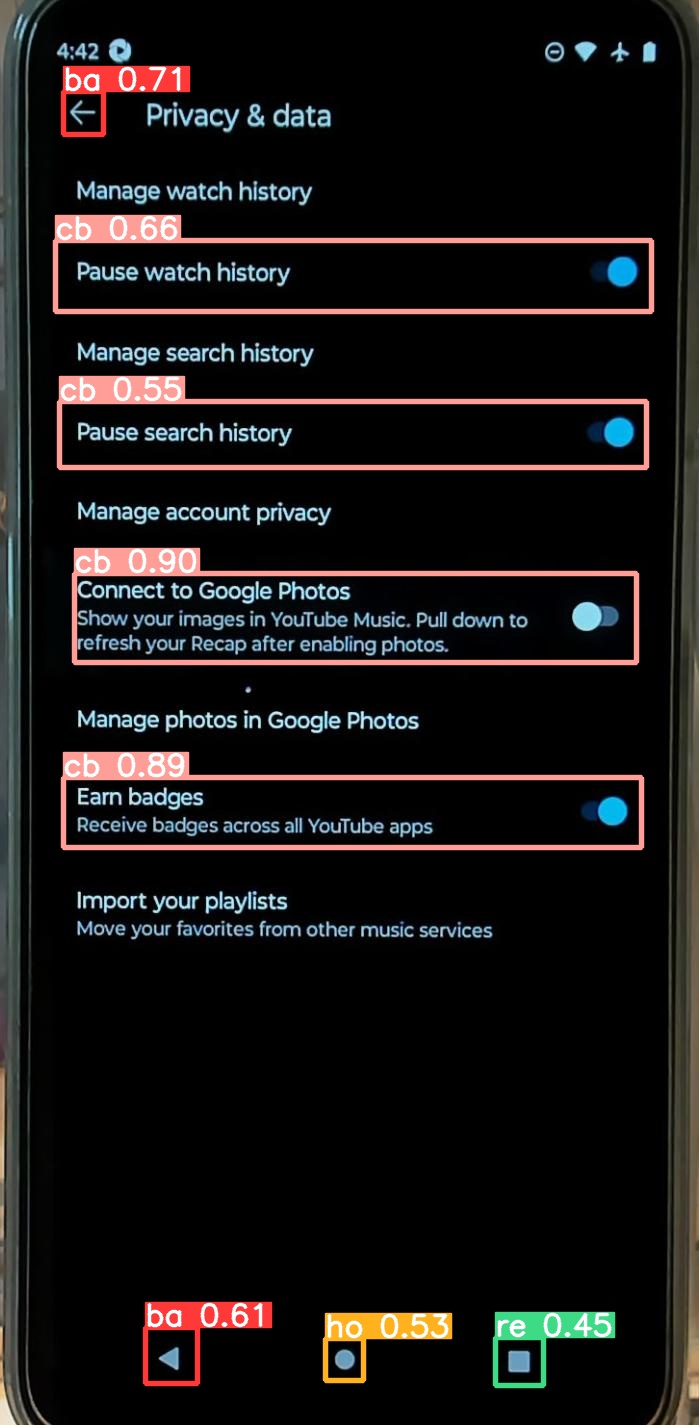 4:42
ba 0.71
Privacy & data
Manage watch history
cb 0.66
Pause watch history
Manage search history
cb 0.55
Pause search history
Manage account privacy
cb 0.90
Connect to Google Photos
Show your images in YouTube Music. Pull down to
refresh your Recap after enabling photos.
Manage photos in Google Photos
cb 0.89
Earn badges
Receive badges across all YouTube apps
Import your playlists
Move your favorites from other music services
ba 0.61
ho 0.53
re 0.45